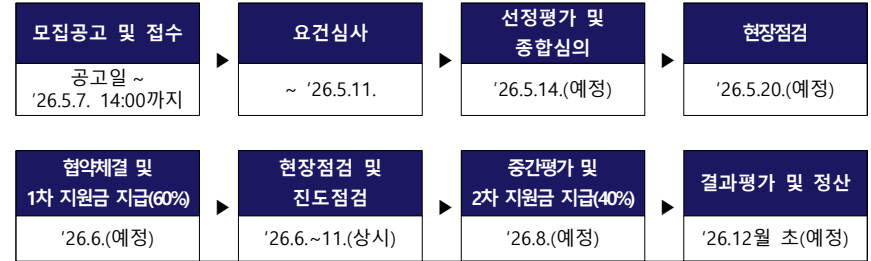 모집공고 및 접수
공고일 ~
'26.5.7. 14:00까지
▶
요건심사
~ '26.5.11.
▶
선정평가 및
종합심의
'26.5.14.(예정)
▶
현장점검
'26.5.20.(예정)
협약체결 및
1차 지원금 지급(60%)
'26.6.(예정)
▶
현장점검 및
진도점검
'26.6.~11.(상시)
▶
중간평가 및
2차 지원금 지급(40%)
'26.8.(예정)
▶
결과평가 및 정산
'26.12월 초(예정)